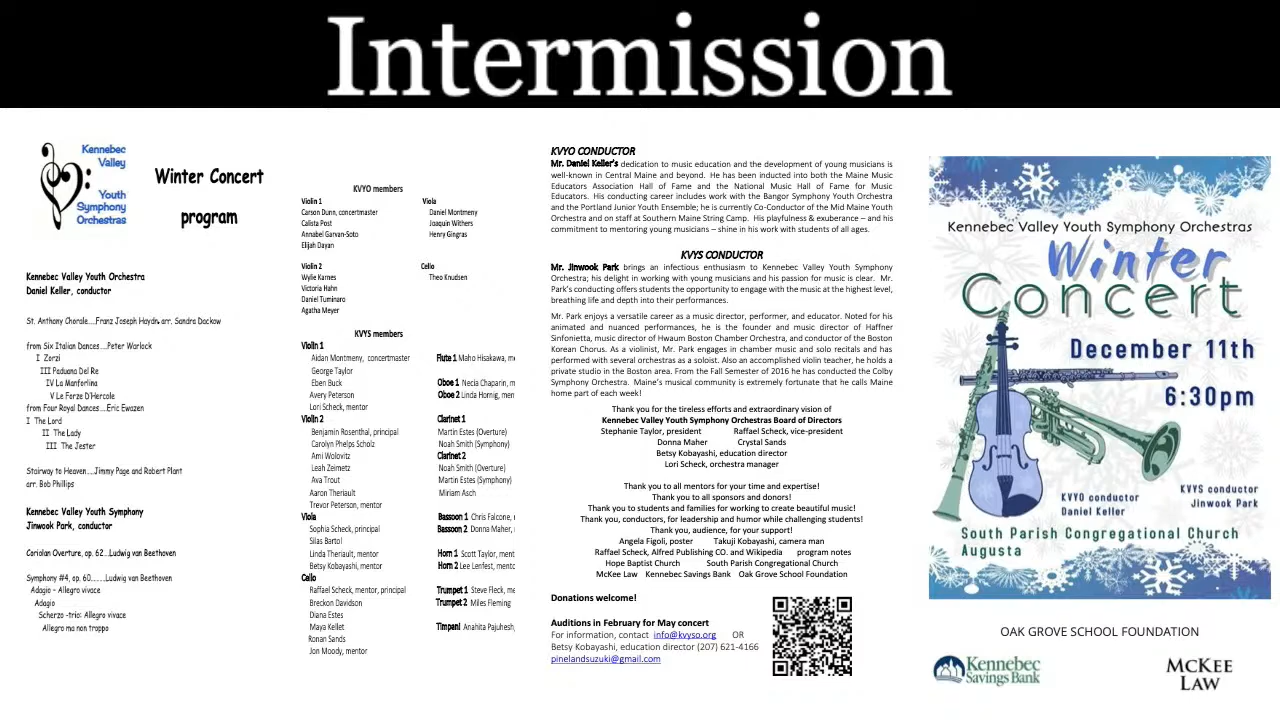 Intermission
Kennebec
Valley
Youth
Symphony
Orchestras
Winter Concert
program
Kennebec Valley Youth Orchestra
Daniel Keller, conductor
St. Anthony Chorale....Franz Joseph Haydn, arr. Sandra Dackow
from Six Italian Dances....Peter Warlock
I Zorzi
III Paduana Del Re
IV La Manforlina
V Le Forze D'Hercole
from Four Royal Dances....Eric Ewazen
I The Lord
II The Lady
III The Jester
Stairway to Heaven....Jimmy Page and Robert Plant
arr. Bob Phillips
Kennebec Valley Youth Symphony
Jinwook Park, conductor
Coriolan Overture, op. 62...Ludwig van Beethoven
Symphony #4, op. 60........Ludwig van Beethoven
Adagio - Allegro vivace
Adagio
Scherzo -trio: Allegro vivace
Allegro ma non troppo
KVYO members
Violin 1
Carson Dunn, concertmaster
Calista Post
Annabel Garvan-Soto
Elijah Dayan
Viola
Daniel Montmeny
Joaquin Withers
Henry Gingras
Violin 2
Wylie Karnes
Victoria Hahn
Daniel Tuminaro
Agatha Meyer
Cello
Theo Knudsen
KVYS members
Violin 1
Aidan Montmeny, concertmaster
George Taylor
Eben Buck
Avery Peterson
Lori Scheck, mentor
Violin 2
Benjamin Rosenthal, principal
Carolyn Phelps Scholz
Ami Wolovitz
Leah Zeimetz
Ava Trout
Aaron Theriault
Trevor Peterson, mentor
Viola
Sophia Scheck, principal
Silas Bartol
Linda Theriault, mentor
Betsy Kobayashi, mentor
Cello
Raffael Scheck, mentor, principal
Breckon Davidson
Diana Estes
Maya Kellet
Ronan Sands
Jon Moody, mentor
Flute 1 Maho Hisakawa, me
Oboe 1 Necia Chaparin, m
Oboe 2 Linda Hornig, men
Clarinet 1
Martin Estes (Overture)
Noah Smith (Symphony)
Clarinet 2
Noah Smith (Overture)
Martin Estes (Symphony)
Miriam Asch
Bassoon 1 Chris Falcone,
Bassoon 2 Donna Maher,
Horn 1 Scott Taylor, ment
Horn 2 Lee Lenfest, mentc
Trumpet 1 Steve Fleck, me
Trumpet 2 Miles Fleming
Timpani Anahita Pajuhesh,
KVYO CONDUCTOR
Mr. Daniel Keller's dedication to music education and the development of young musicians is
well-known in Central Maine and beyond. He has been inducted into both the Maine Music
Educators Association Hall of Fame and the National Music Hall of Fame for Music
Educators. His conducting career includes work with the Bangor Symphony Youth Orchestra
and the Portland Junior Youth Ensemble; he is currently Co-Conductor of the Mid Maine Youth
Orchestra and on staff at Southern Maine String Camp. His playfulness & exuberance – and his
commitment to mentoring young musicians – shine in his work with students of all ages.
KVYS CONDUCTOR
Mr. Jinwook Park brings an infectious enthusiasm to Kennebec Valley Youth Symphony
Orchestra; his delight in working with young musicians and his passion for music is clear. Mr.
Park's conducting offers students the opportunity to engage with the music at the highest level,
breathing life and depth into their performances.
Mr. Park enjoys a versatile career as a music director, performer, and educator. Noted for his
animated and nuanced performances, he is the founder and music director of Haffner
Sinfonietta, music director of Hwaum Boston Chamber Orchestra, and conductor of the Boston
Korean Chorus. As a violinist, Mr. Park engages in chamber music and solo recitals and has
performed with several orchestras as a soloist. Also an accomplished violin teacher, he holds a
private studio in the Boston area. From the Fall Semester of 2016 he has conducted the Colby
Symphony Orchestra. Maine's musical community is extremely fortunate that he calls Maine
home part of each week!
Thank you for the tireless efforts and extraordinary vision of
Kennebec Valley Youth Symphony Orchestras Board of Directors
Stephanie Taylor, president Raffael Scheck, vice-president
Donna Maher Crystal Sands
Betsy Kobayashi, education director
Lori Scheck, orchestra manager
Thank you to all mentors for your time and expertise!
Thank you to all sponsors and donors!
Thank you to students and families for working to create beautiful music!
Thank you, conductors, for leadership and humor while challenging students!
Thank you, audience, for your support!
Angela Figoli, poster Takuji Kobayashi, camera man
Raffael Scheck, Alfred Publishing CO. and Wikipedia program notes
Hope Baptist Church South Parish Congregational Church
McKee Law Kennebec Savings Bank Oak Grove School Foundation
Donations welcome!
Auditions in February for May concert
For information, contact info@kvyso.org OR
Betsy Kobayashi, education director (207) 621-4166
pinelandsuzuki@gmail.com
Kennebec Valley Youth Symphony Orchestras
Winter
Concert
December 11th
6:30pm
KVYO conductor
Daniel Keller
KVYS conductor
Jinwook Park
South Parish Congregational Church
Augusta
OAK GROVE SCHOOL FOUNDATION
Kennebec
Savings Bank
McKEE
LAW